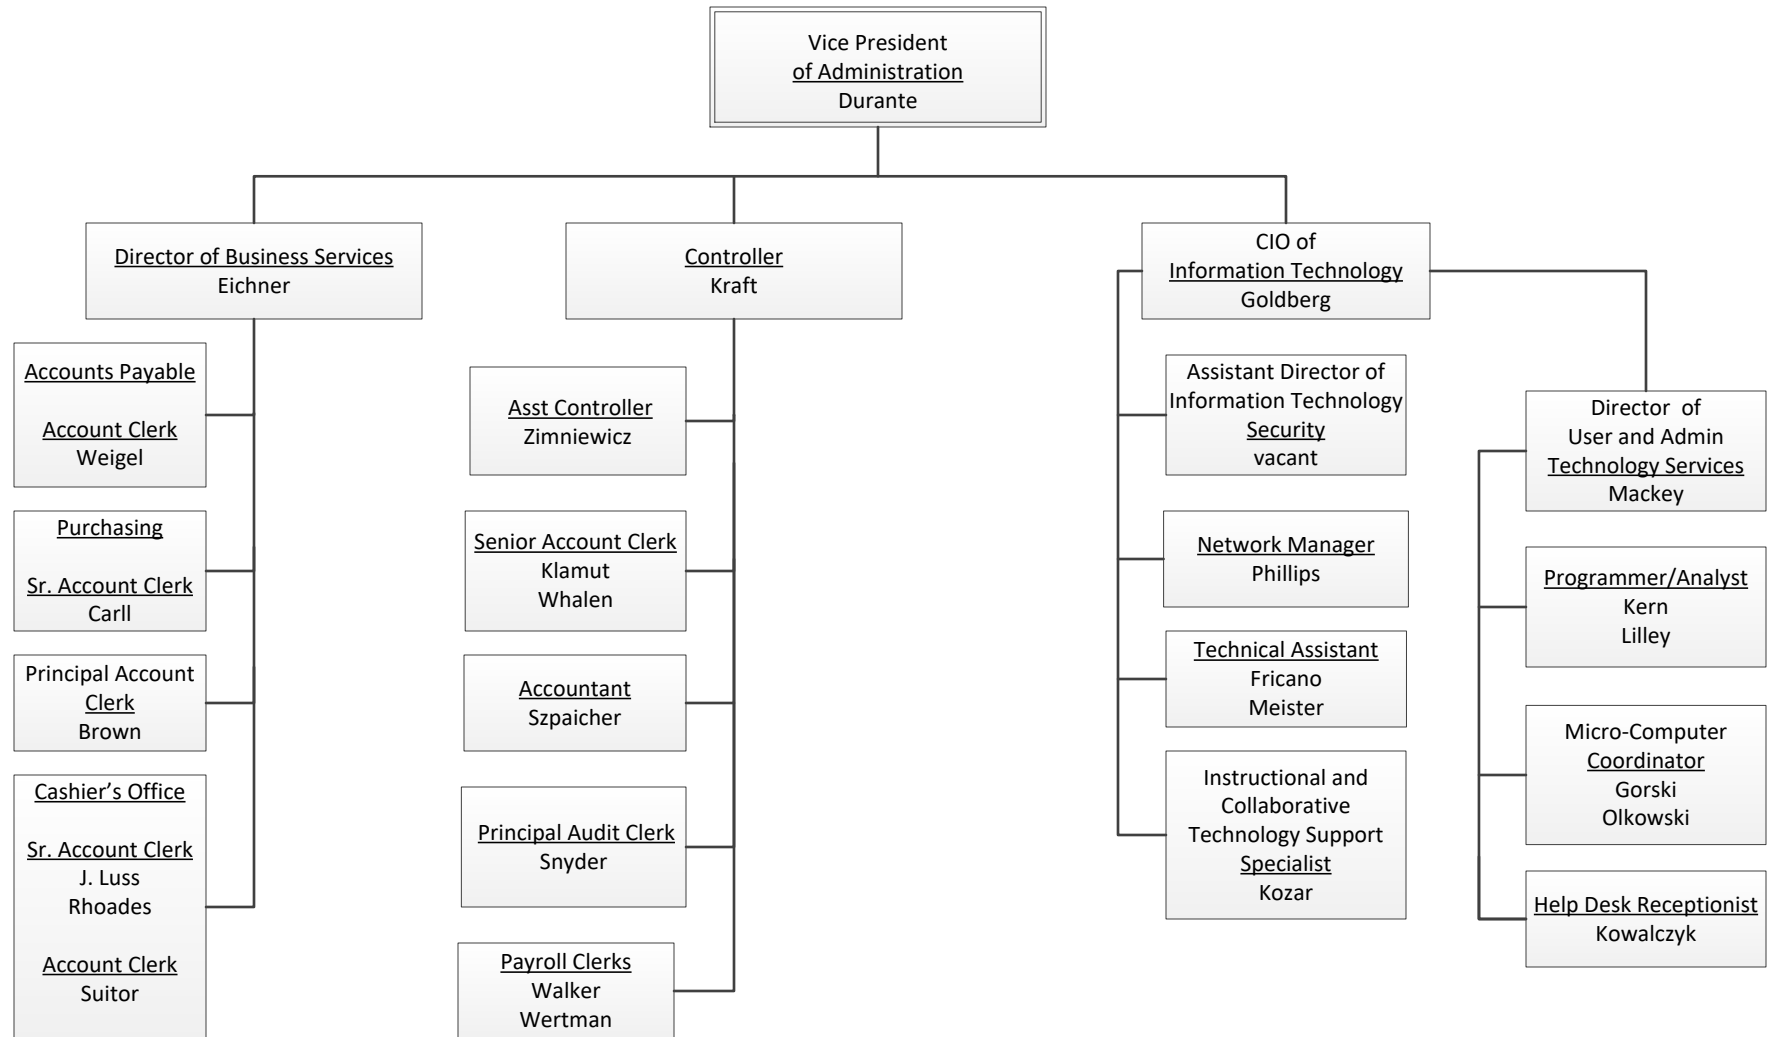 Vice President
of Administration
Durante
Director of Business Services
Eichner
Accounts Payable
Account Clerk
Weigel
Purchasing
Sr. Account Clerk
Carll
Principal Account
Clerk
Brown
Cashier’s Office
Sr. Account Clerk
J. Luss
Rhoades
Account Clerk
Suitor
Controller
Kraft
Asst Controller
Zimniewicz
Senior Account Clerk
Klamut
Whalen
Accountant
Szpaicher
Principal Audit Clerk
Snyder
Payroll Clerks
Walker
Wertman
CIO of
Information Technology
Goldberg
Assistant Director of
Information Technology
Security
vacant
Network Manager
Phillips
Technical Assistant
Fricano
Meister
Instructional and
Collaborative
Technology Support
Specialist
Kozar
Director of
User and Admin
Technology Services
Mackey
Programmer/Analyst
Kern
Lilley
Micro-Computer
Coordinator
Gorski
Olkowski
Help Desk Receptionist
Kowalczyk